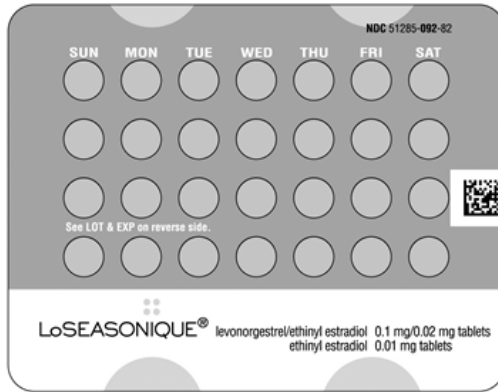 NDC 51285-092-82
SUN MON TUE WED THU FRI SAT
See LOT & EXP on reverse side.
LoSEASONIQUE® levonorgestrel/ethinyl estradiol 0.1 mg/0.02 mg tablets
ethinyl estradiol 0.01 mg tablets